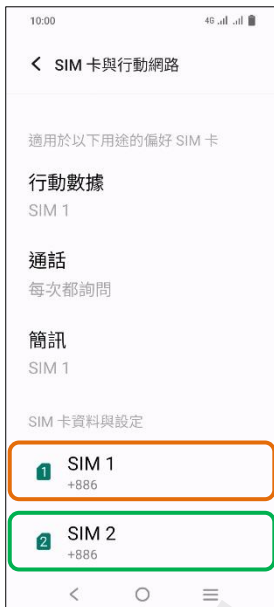 10:00 4G
SIM 卡與行動網路
適用於以下用途的偏好 SIM 卡
行動數據
SIM 1
通話
每次都詢問
簡訊
SIM 1
SIM 卡資料與設定
1 SIM 1
+886
2 SIM 2
+886